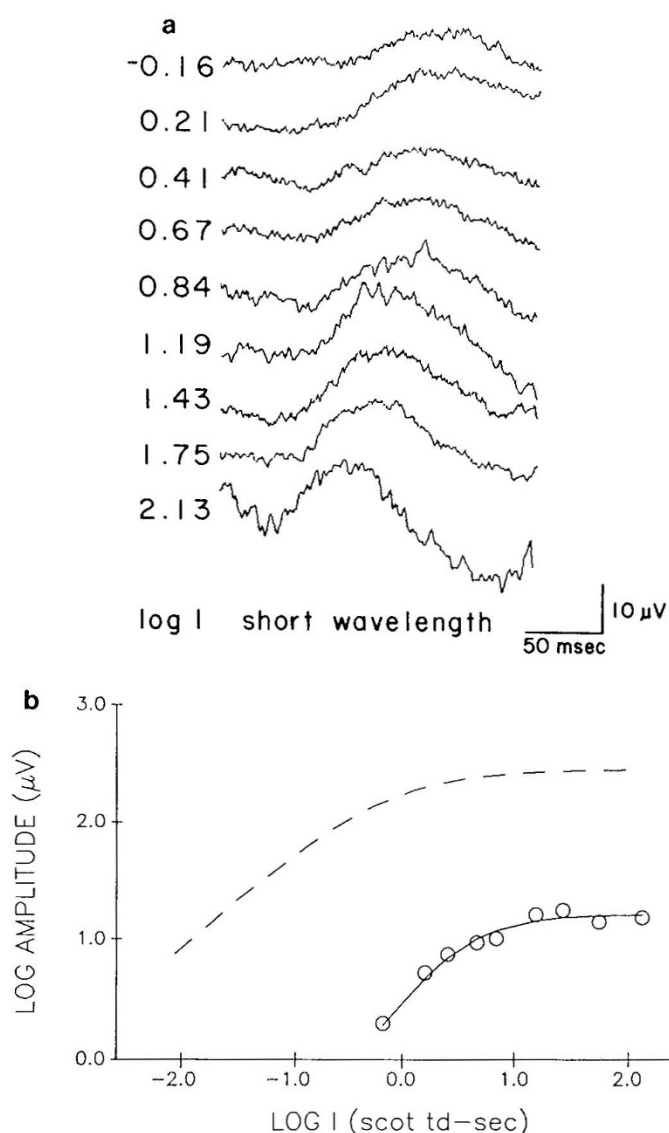 a
-0.16
0.21
0.41
0.67
0.84
1.19
1.43
1.75
2.13
log I short wavelength
10 μV
50 msec
b
3.0
2.0
1.0
0.0
LOG AMPLITUDE (μV)
-2.0 -1.0 0.0 1.0 2.0
LOG I (scot td-sec)